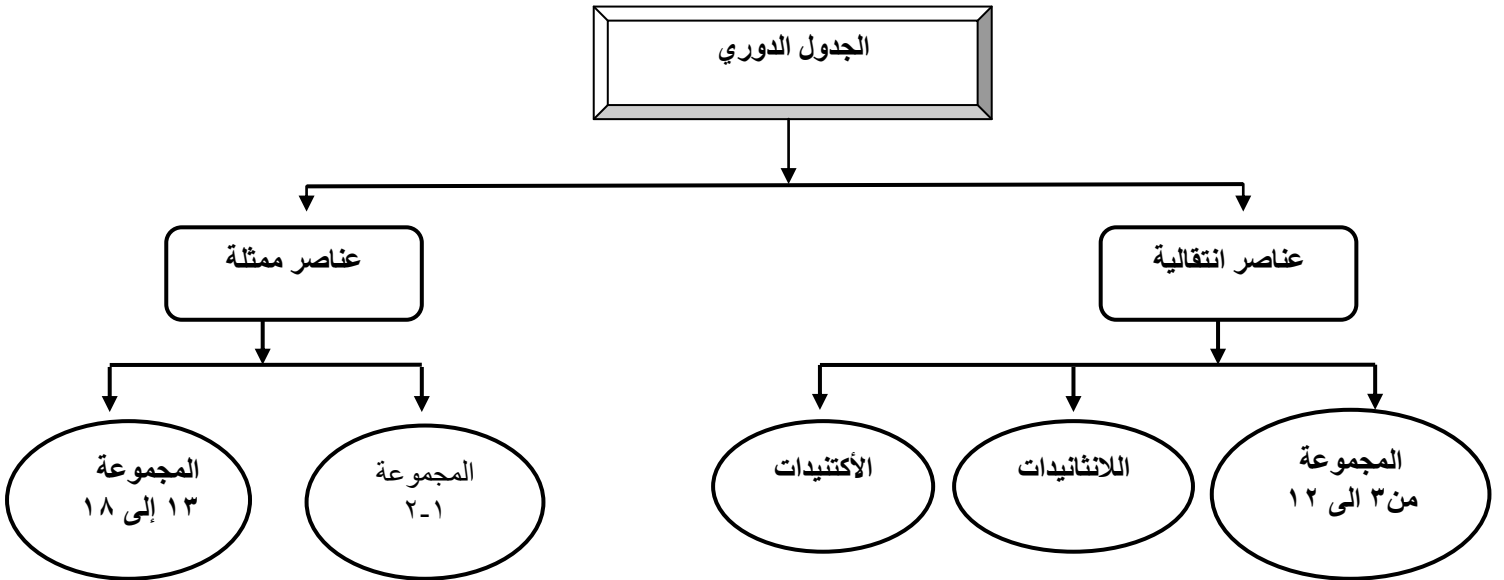 الجدول الدوري
عناصر انتقالية
عناصر ممثلة
المجموعة
من٣ الى ١٢
اللانثانيدات
الأكتنيدات
المجموعة
١-٢
المجموعة
١٣ إلى ١٨